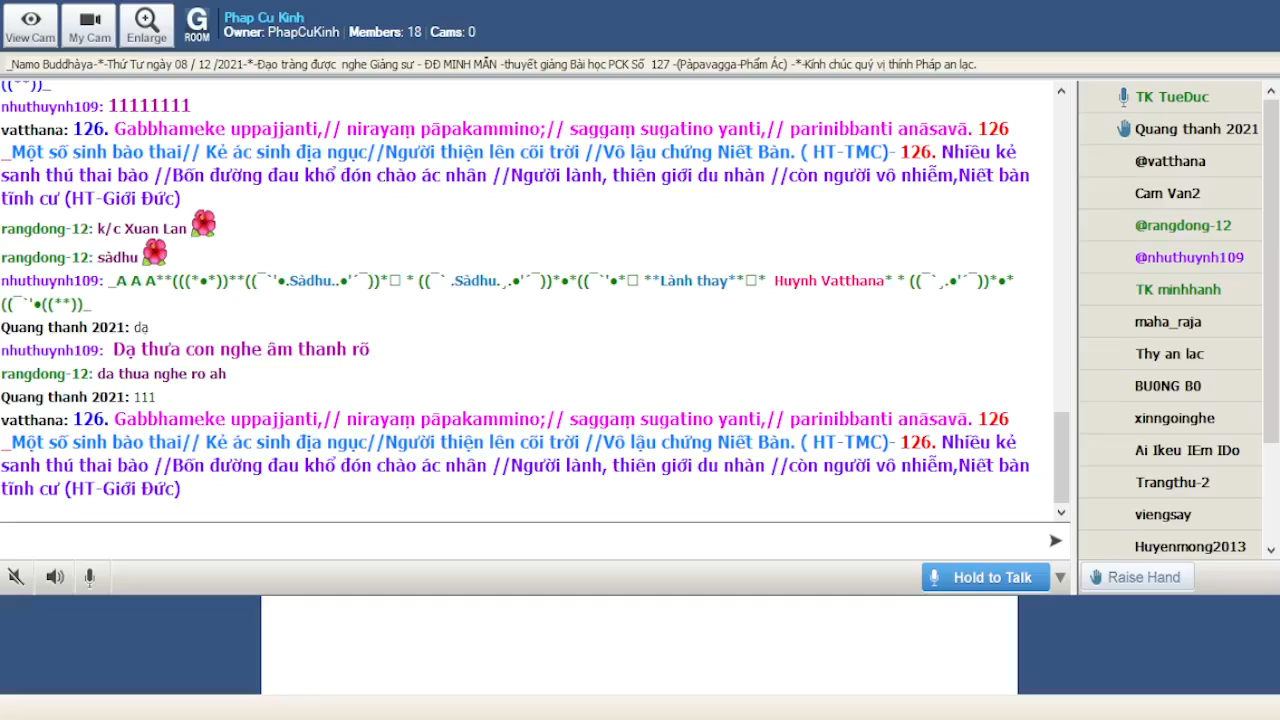 View Cam
My Cam
Enlarge
G
ROOM
Phap Cu Kinh
Owner: PhapCuKinh | Members: 18 | Cams: 0
_Namo Buddhàya-*-Thứ Tư ngày 08 / 12 /2021-*-Đạo tràng được nghe Giảng sư - ĐĐ MINH MẪN -thuyết giảng Bài học PCK Số 127 -(Pàpavagga-Phẩm Ác) -*-Kính chúc quý vị thính Pháp an lạc.
((**))_
nhuthuynh109: 11111111
vatthana: 126. Gabbhameke uppajjanti,// nirayaṃ pāpakammino;// saggaṃ sugatino yanti,// parinibbanti anāsavā. 126
_Một số sinh bào thai// Kẻ ác sinh địa ngục//Người thiện lên cõi trời //Vô lậu chứng Niết Bàn. ( HT-TMC)- 126. Nhiều kẻ
sanh thú thai bào //Bốn đường đau khổ đón chào ác nhân //Người lành, thiên giới du nhàn //còn người vô nhiễm,Niết bàn
tĩnh cư (HT-Giới Đức)
rangdong-12: k/c Xuan Lan
rangdong-12: sàdhu
nhuthuynh109: _A A A**(((*●*))**((¯`'●.Sàdhu..●'´¯))*□ * ((¯` .Sàdhu.¸.●'´¯))*●*((¯`'●*□ **Lành thay**□* Huynh Vatthana* * ((¯`¸.●'´¯))*●*
((¯`'●((**))_
Quang thanh 2021: dạ
nhuthuynh109: Dạ thưa con nghe âm thanh rõ
rangdong-12: da thua nghe ro ah
Quang thanh 2021: 111
vatthana: 126. Gabbhameke uppajjanti,// nirayaṃ pāpakammino;// saggaṃ sugatino yanti,// parinibbanti anāsavā. 126
_Một số sinh bào thai// Kẻ ác sinh địa ngục//Người thiện lên cõi trời //Vô lậu chứng Niết Bàn. ( HT-TMC)- 126. Nhiều kẻ
sanh thú thai bào //Bốn đường đau khổ đón chào ác nhân //Người lành, thiên giới du nhàn //còn người vô nhiễm,Niết bàn
tĩnh cư (HT-Giới Đức)
Hold to Talk
TK TueDuc
Quang thanh 2021
@vatthana
Cam Van2
@rangdong-12
@nhuthuynh109
TK minhhanh
maha_raja
Thy an lac
BU0NG B0
xinngoinghe
Ai Ikeu IEm IDo
Trangthu-2
viengsay
Huyenmong2013
Raise Hand